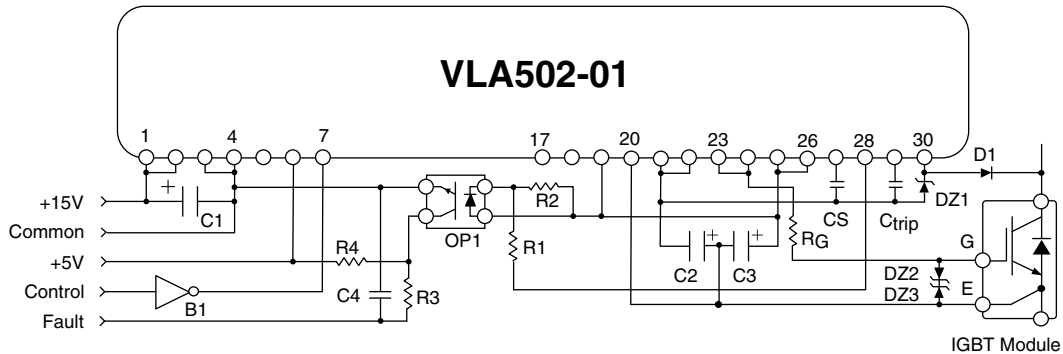 VLA502-01
1 4 7 17 20 23 26 28 30
D1
+15V
+ C1
R2
CS
Ctrip
DZ1
Common
OP1
R1
+ +
RG
G
+5V
R4
C2 C3
DZ2
Control
B1
C4
R3
DZ3
E
Fault
IGBT Module